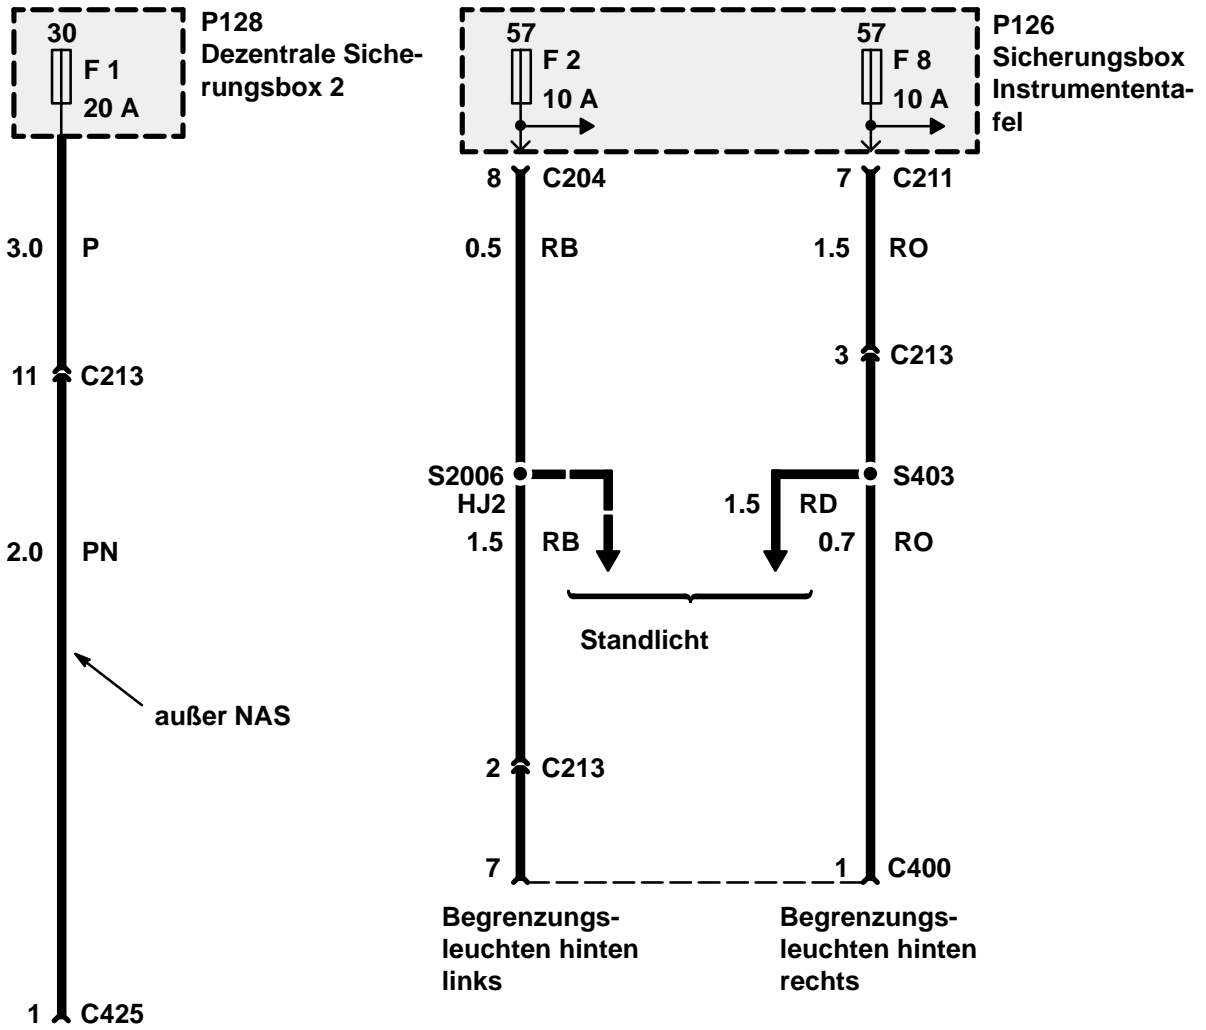 30
F 1
20 A
P128
Dezentrale Siche-
rungsbox 2
57
F 2
10 A
57
F 8
10 A
P126
Sicherungsbox
Instrumententa-
fel
8 C204
7 C211
3.0 P
0.5 RB
1.5 RO
3 C213
11 C213
S2006
HJ2
S403
1.5 RD
2.0 PN
1.5 RB
0.7 RO
Standlicht
außer NAS
2 C213
7
1 C400
Begrenzungs-
leuchten hinten
links
Begrenzungs-
leuchten hinten
rechts
1 C425